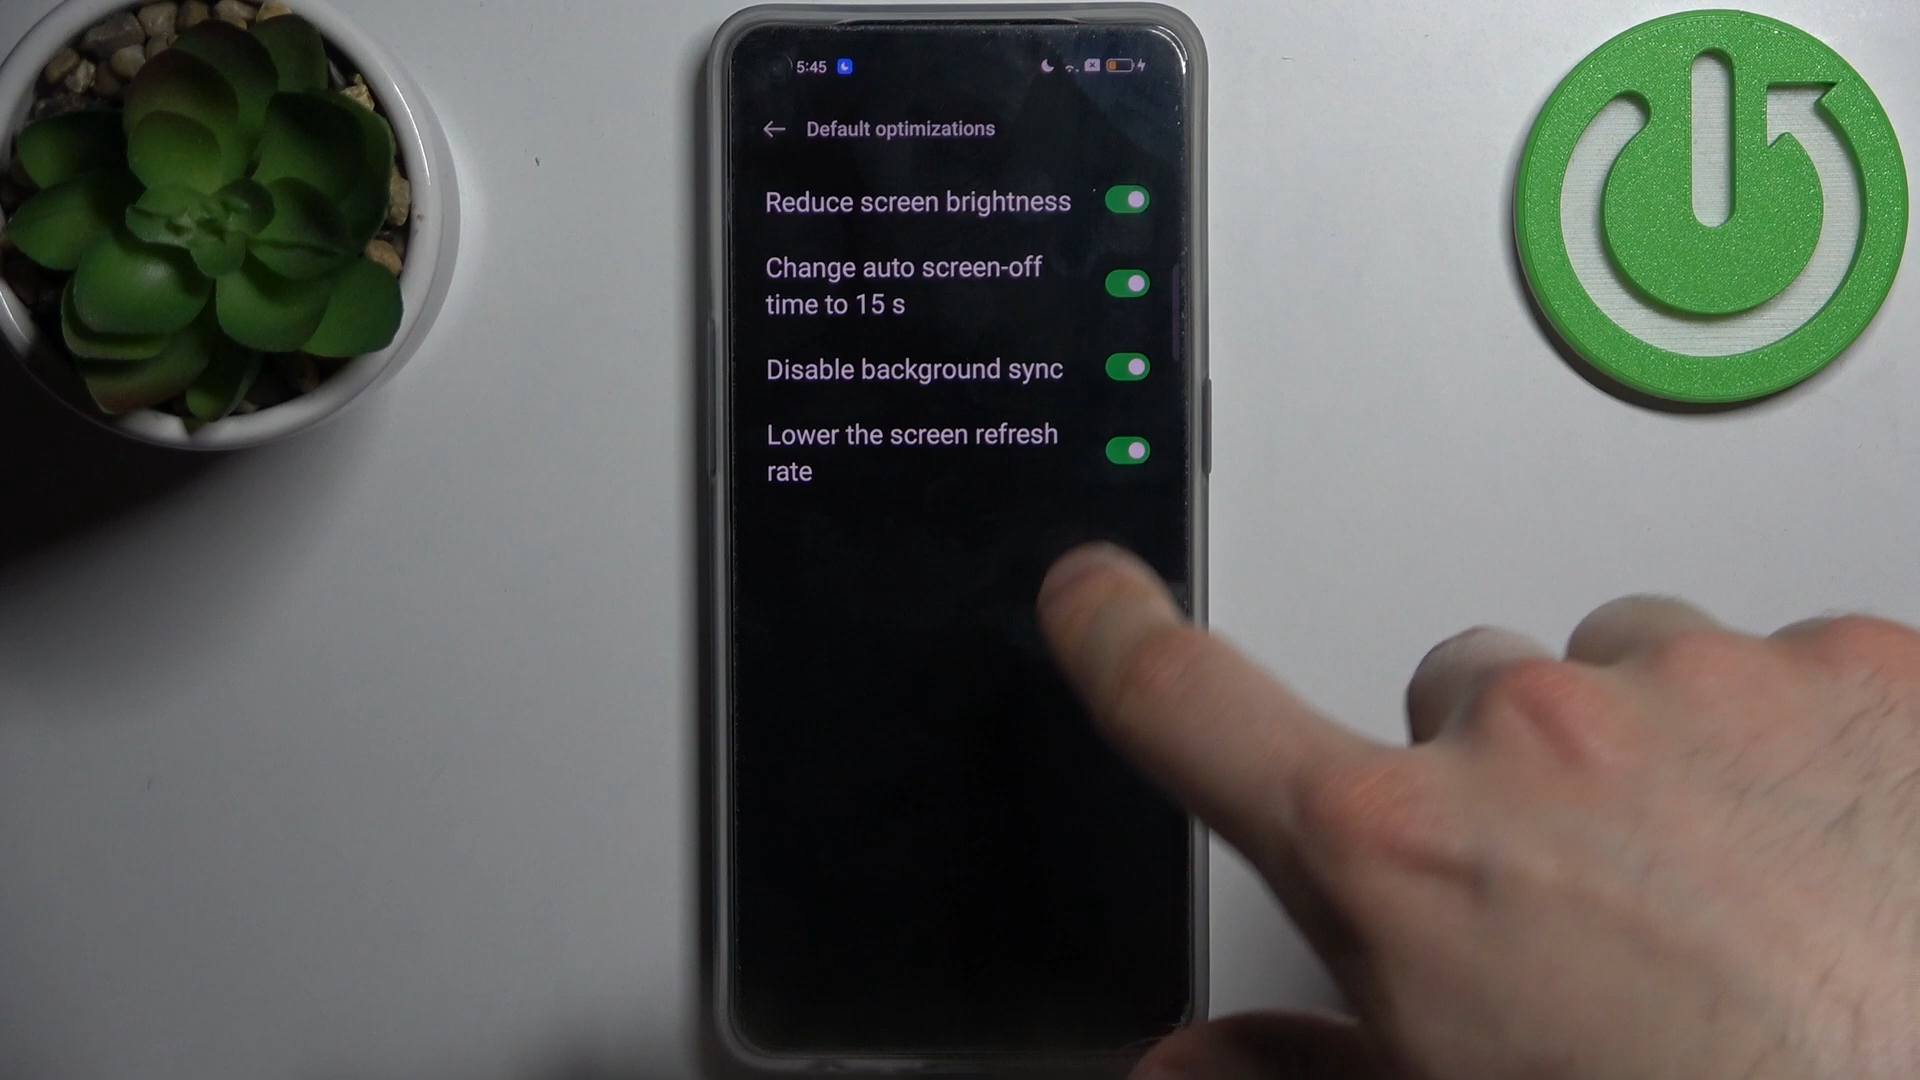 5:45
Default optimizations
Reduce screen brightness
Change auto screen-off
time to 15 s
Disable background sync
Lower the screen refresh
rate